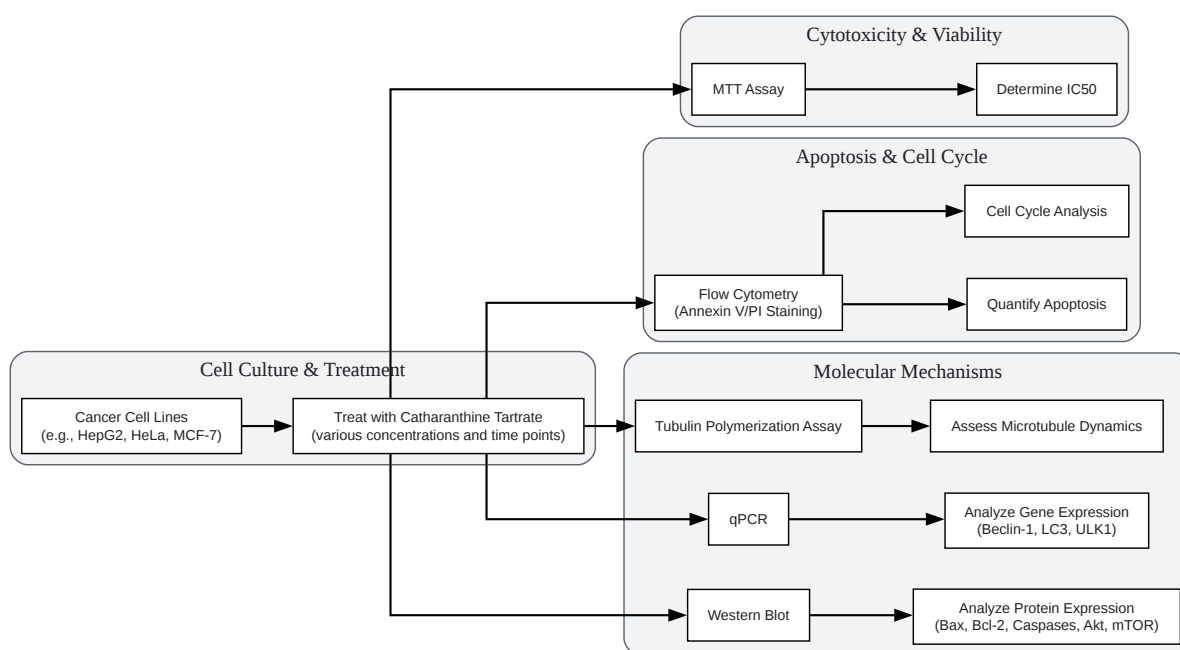 Cytotoxicity & Viability
MTT Assay
Determine IC50
Apoptosis & Cell Cycle
Cell Cycle Analysis
Flow Cytometry
(Annexin V/PI Staining)
Quantify Apoptosis
Cell Culture & Treatment
Cancer Cell Lines
(e.g., HepG2, HeLa, MCF-7)
Treat with Catharanthine Tartrate
(various concentrations and time points)
Molecular Mechanisms
Tubulin Polymerization Assay
Assess Microtubule Dynamics
qPCR
Analyze Gene Expression
(Beclin-1, LC3, ULK1)
Western Blot
Analyze Protein Expression
(Bax, Bcl-2, Caspases, Akt, mTOR)